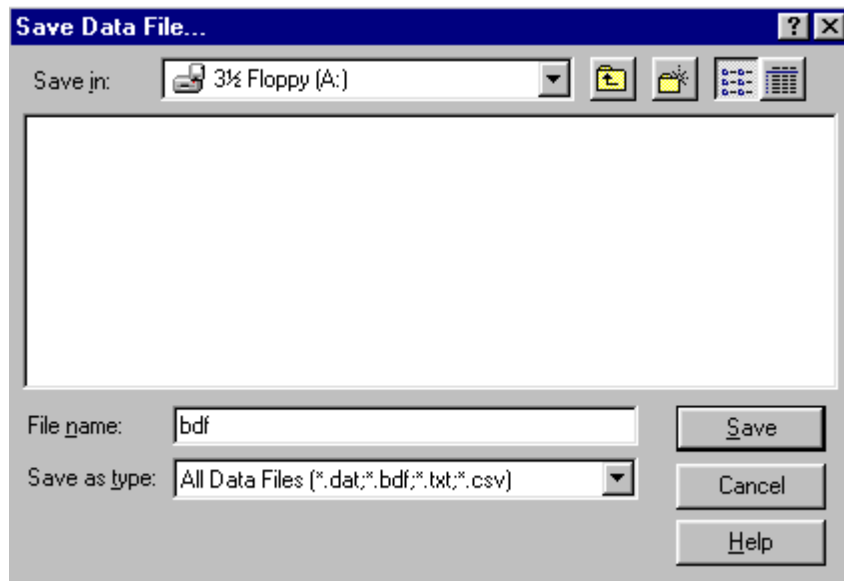 Save Data File...
Save in: 3½ Floppy (A:)
File name: bdf Save
Save as type: All Data Files (*.dat;*.bdf;*.txt;*.csv) Cancel
Help